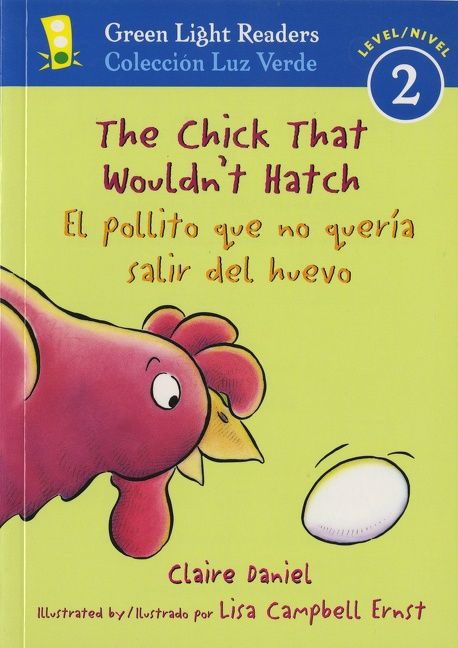 Green Light Readers
Colección Luz Verde
LEVEL/NIVEL
2
The Chick That
Wouldn't Hatch
El pollito que no quería
salir del huevo
Claire Daniel
Illustrated by/Ilustrado por Lisa Campbell Ernst